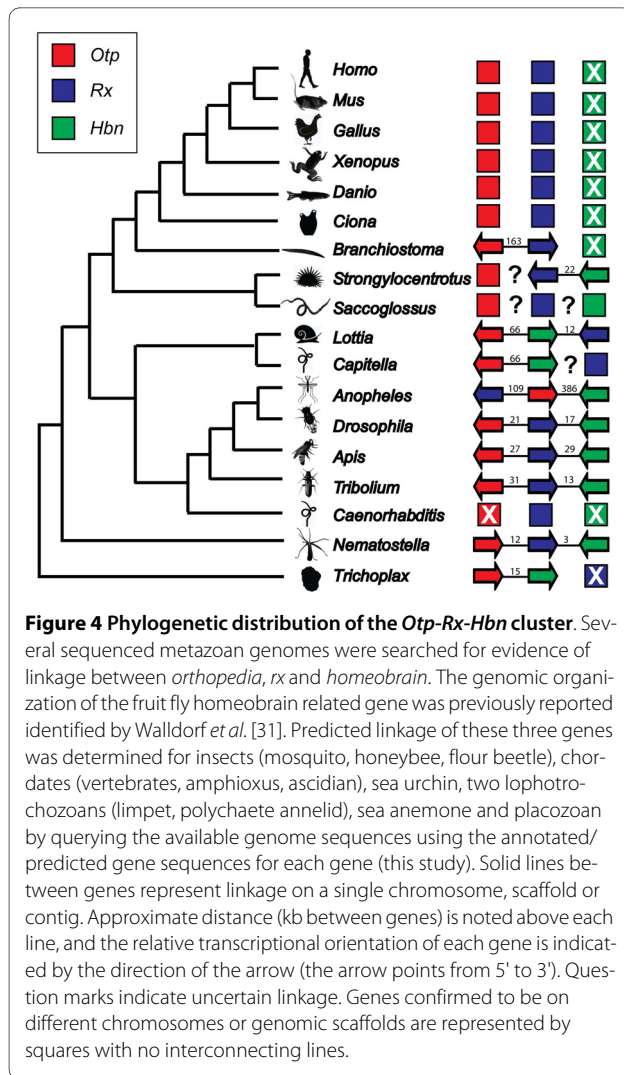 Otp
Rx
Hbn
Homo X
Mus X
Gallus X
Xenopus X
Danio X
Ciona X
Branchiostoma 163 X
Strongylocentrotus ? 22
Saccoglossus ? ?
Lottia 66 12
Capitella 66 ?
Anopheles 109 386
Drosophila 21 17
Apis 27 29
Tribolium 31 13
Caenorhabditis X X
Nematostella 12 3
Trichoplax 15 X
Figure 4 Phylogenetic distribution of the Otp-Rx-Hbn cluster. Sev-
eral sequenced metazoan genomes were searched for evidence of
linkage between orthopedia, rx and homeobrain. The genomic organi-
zation of the fruit fly homeobrain related gene was previously reported
identified by Walldorf et al. [31]. Predicted linkage of these three genes
was determined for insects (mosquito, honeybee, flour beetle), chor-
dates (vertebrates, amphioxus, ascidian), sea urchin, two lophotro-
chozoans (limpet, polychaete annelid), sea anemone and placozoan
by querying the available genome sequences using the annotated/
predicted gene sequences for each gene (this study). Solid lines be-
tween genes represent linkage on a single chromosome, scaffold or
contig. Approximate distance (kb between genes) is noted above each
line, and the relative transcriptional orientation of each gene is indicat-
ed by the direction of the arrow (the arrow points from 5' to 3'). Ques-
tion marks indicate uncertain linkage. Genes confirmed to be on
different chromosomes or genomic scaffolds are represented by
squares with no interconnecting lines.